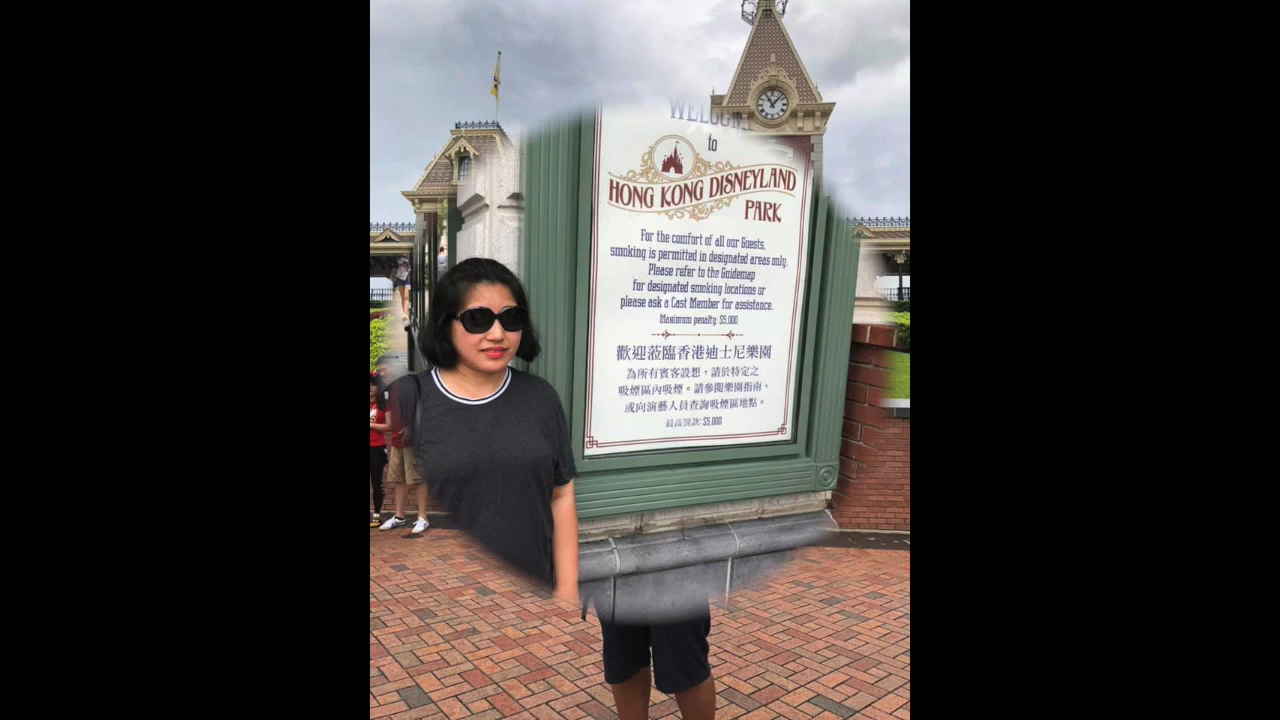 WELCOME
to
HONG KONG DISNEYLAND
PARK
For the comfort of all our Guests,
smoking is permitted in designated areas only.
Please refer to the Guidemap
for designated smoking locations or
please ask a Cast Member for assistance.
Maximum penalty: $5,000
歡迎蒞臨香港迪士尼樂園
為所有賓客設想，請於特定之
吸煙區內吸煙。請參閱樂園指南，
或向演藝人員查詢吸煙區地點。
最高罰款: $5,000